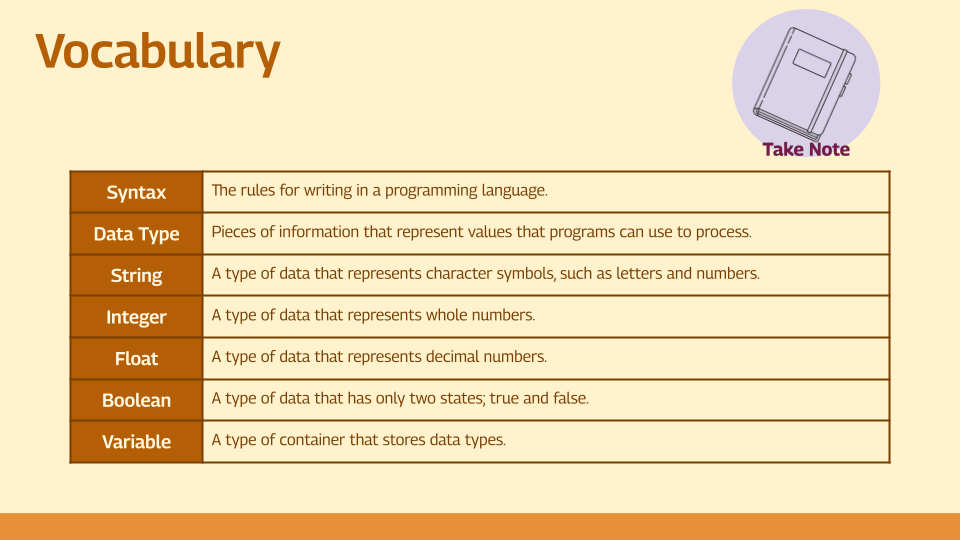 Vocabulary
Take Note
Syntax The rules for writing in a programming language.
Data Type Pieces of information that represent values that programs can use to process.
String A type of data that represents character symbols, such as letters and numbers.
Integer A type of data that represents whole numbers.
Float A type of data that represents decimal numbers.
Boolean A type of data that has only two states; true and false.
Variable A type of container that stores data types.